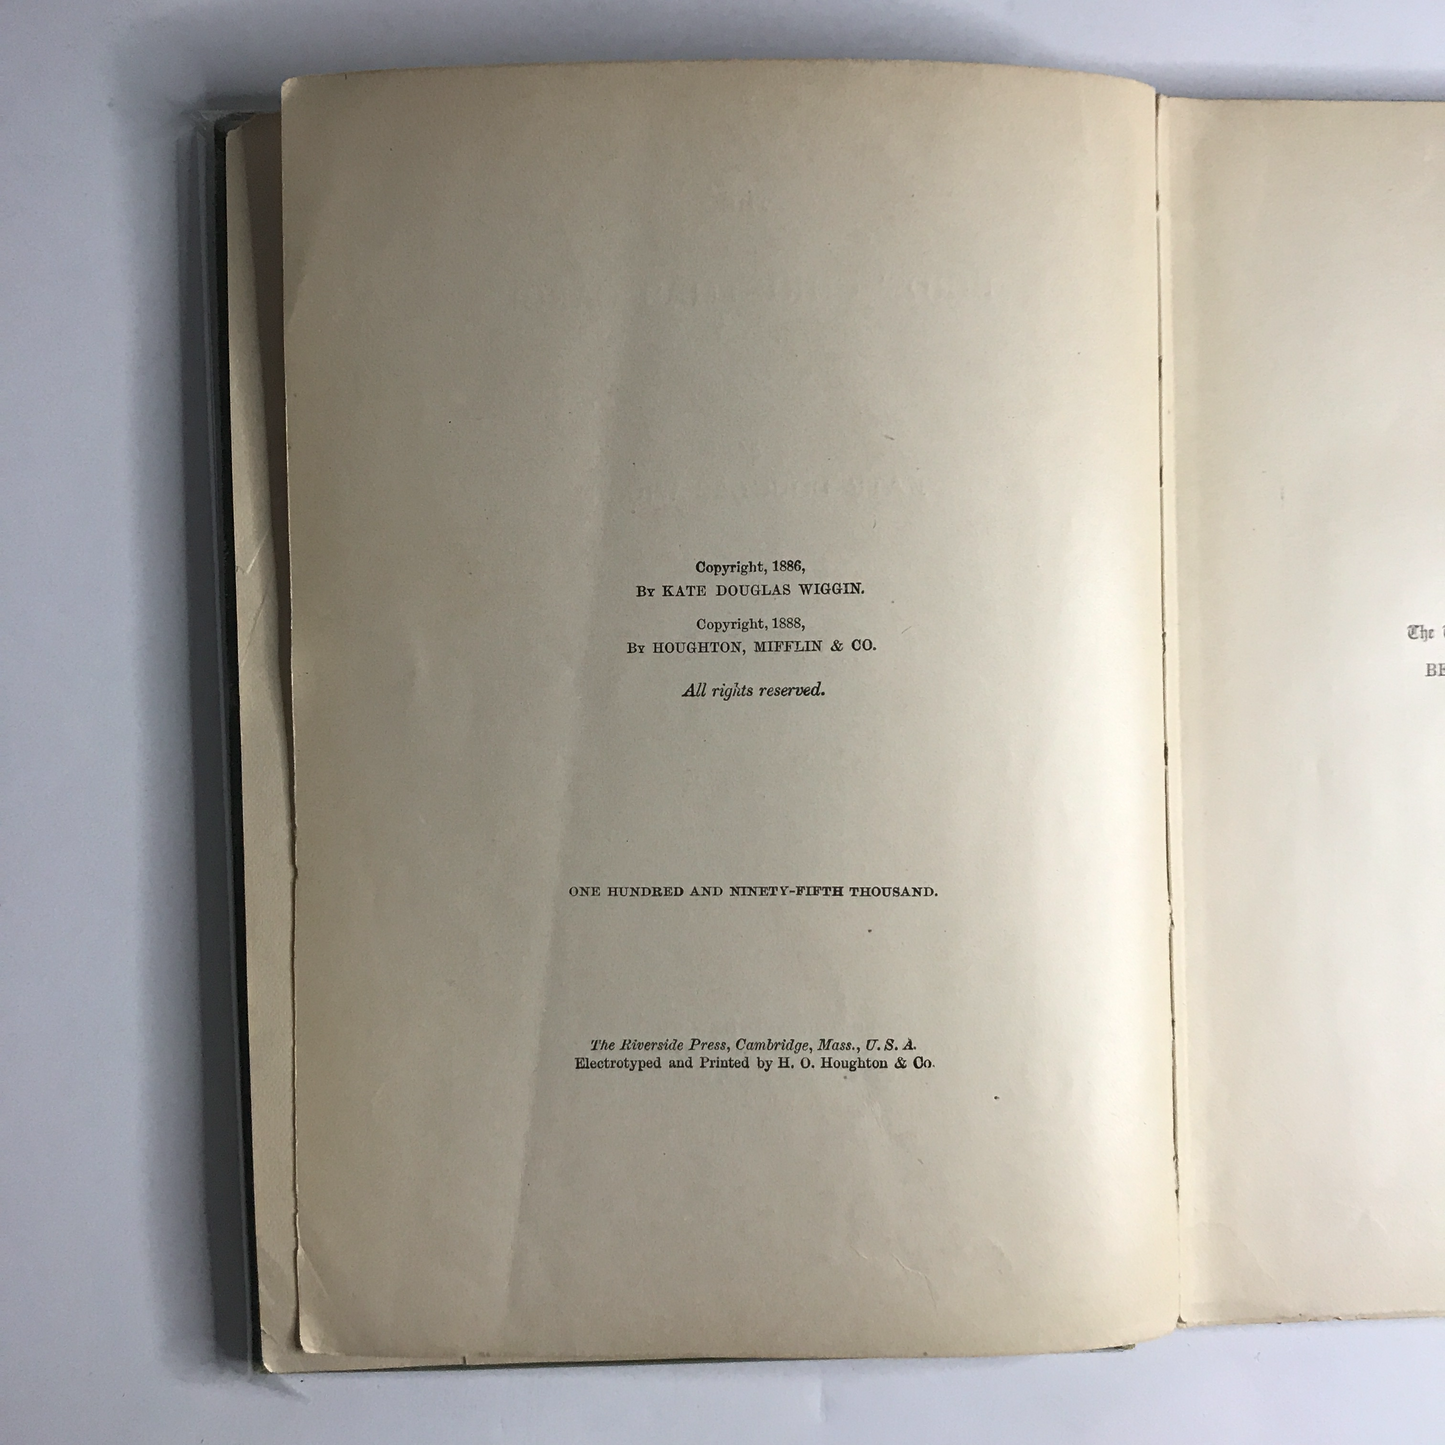 Copyright, 1886,
By KATE DOUGLAS WIGGIN.
Copyright, 1888,
By HOUGHTON, MIFFLIN & CO.
All rights reserved.
ONE HUNDRED AND NINETY-FIFTH THOUSAND.
The Riverside Press, Cambridge, Mass., U. S. A.
Electrotyped and Printed by H. O. Houghton & Co.
The